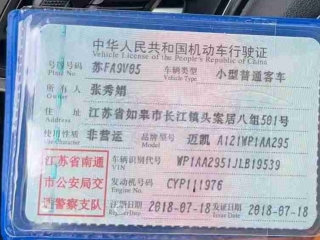 中华人民共和国机动车行驶证
Vehicle License of the People's Republic of China
号牌号码 苏FA9V85 车辆类型 小型普通客车
Plate No. Vehicle Type
所有人 张秀娟
Owner
住址 江苏省如皋市长江镇头案居八组581号
Address
使用性质 非营运 品牌型号 迈凯 A121WP1AA295
Use Character Model
江苏省南通
市公安局交
通警察支队
车辆识别代号 WP1AA2951JLB19539
VIN
发动机号码 CYP111976
Engine No.
注册日期 2018-07-18 发证日期 2018-07-18
Register Date Issue Date